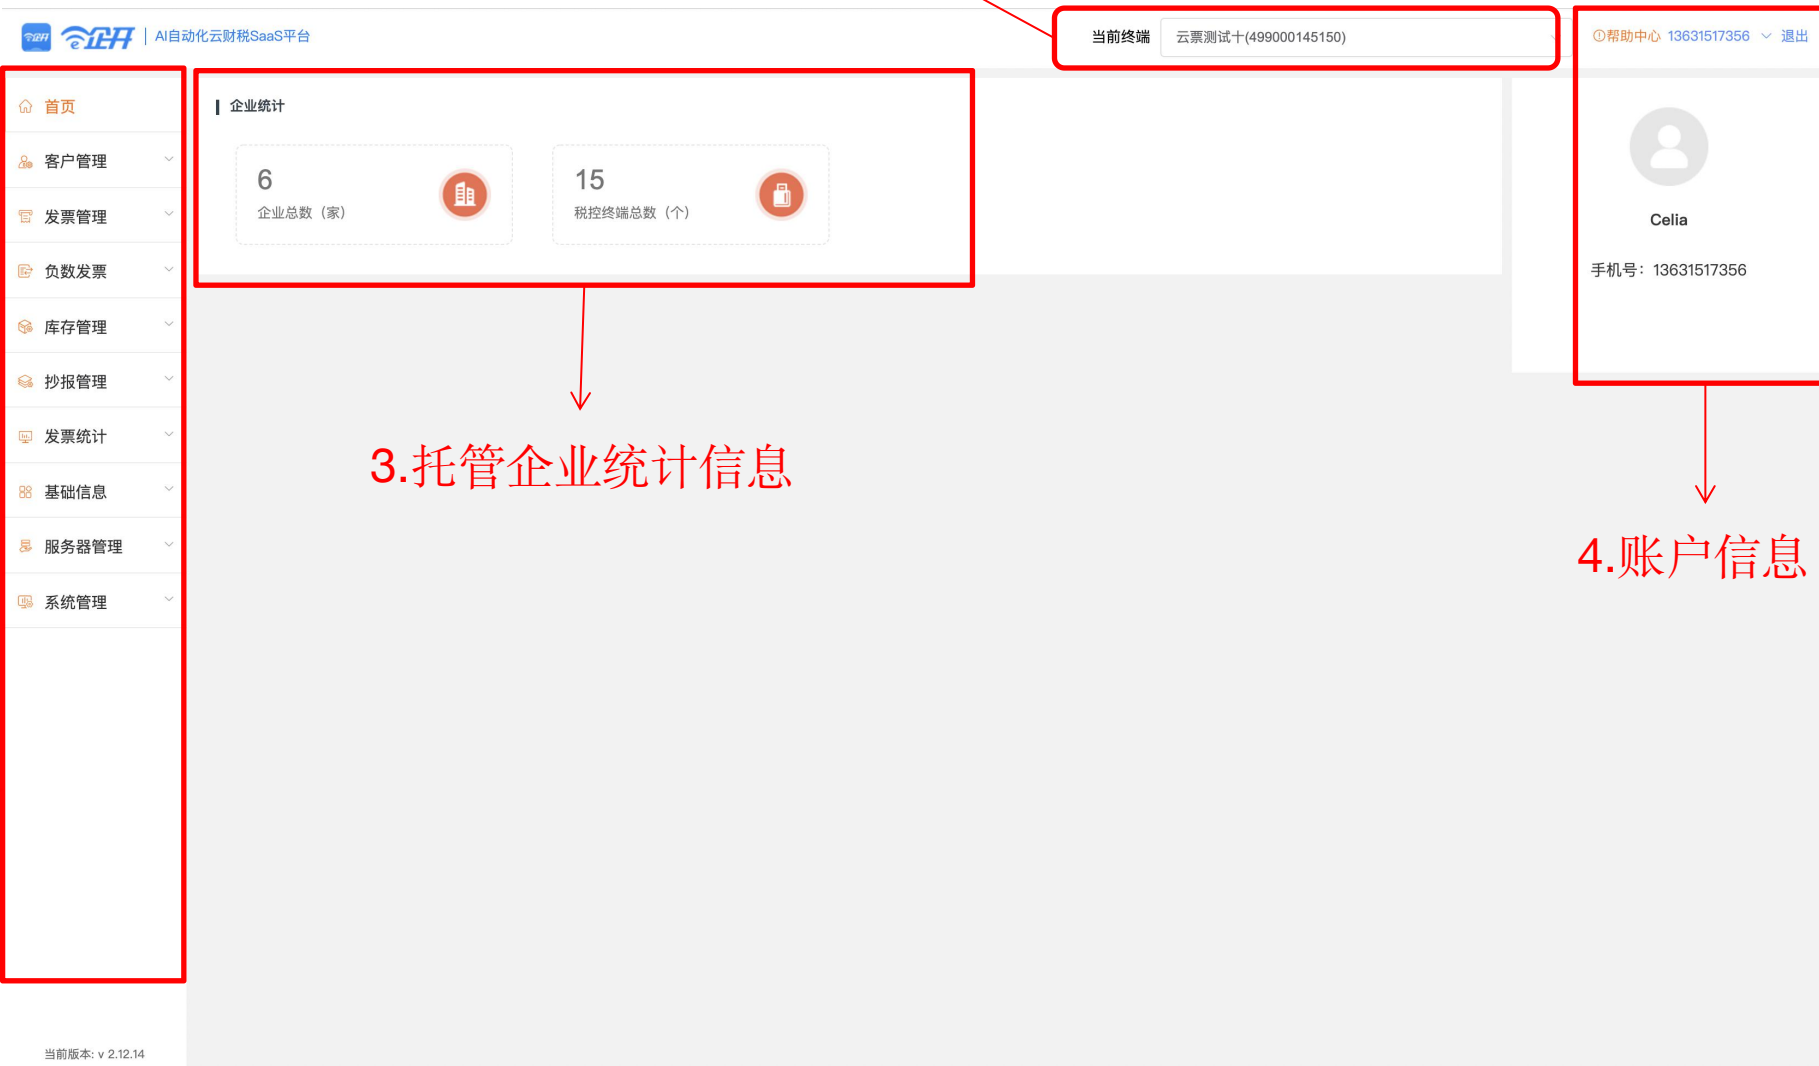 企开 e企开 | AI自动化云财税SaaS平台
当前终端 云票测试十(499000145150)
帮助中心 13631517356 退出
首页
客户管理
发票管理
负数发票
库存管理
抄报管理
发票统计
基础信息
服务器管理
系统管理
当前版本: v 2.12.14
企业统计
6
企业总数（家）
15
税控终端总数（个）
3.托管企业统计信息
Celia
手机号：13631517356
4.账户信息